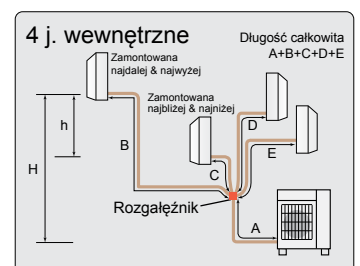 4 j. wewnętrzne
Długość całkowita
A+B+C+D+E
Zamontowana
najdalej & najwyżej
Zamontowana
najbliżej & najniżej
h
H
B
D
E
C
Rozgałęźnik
A